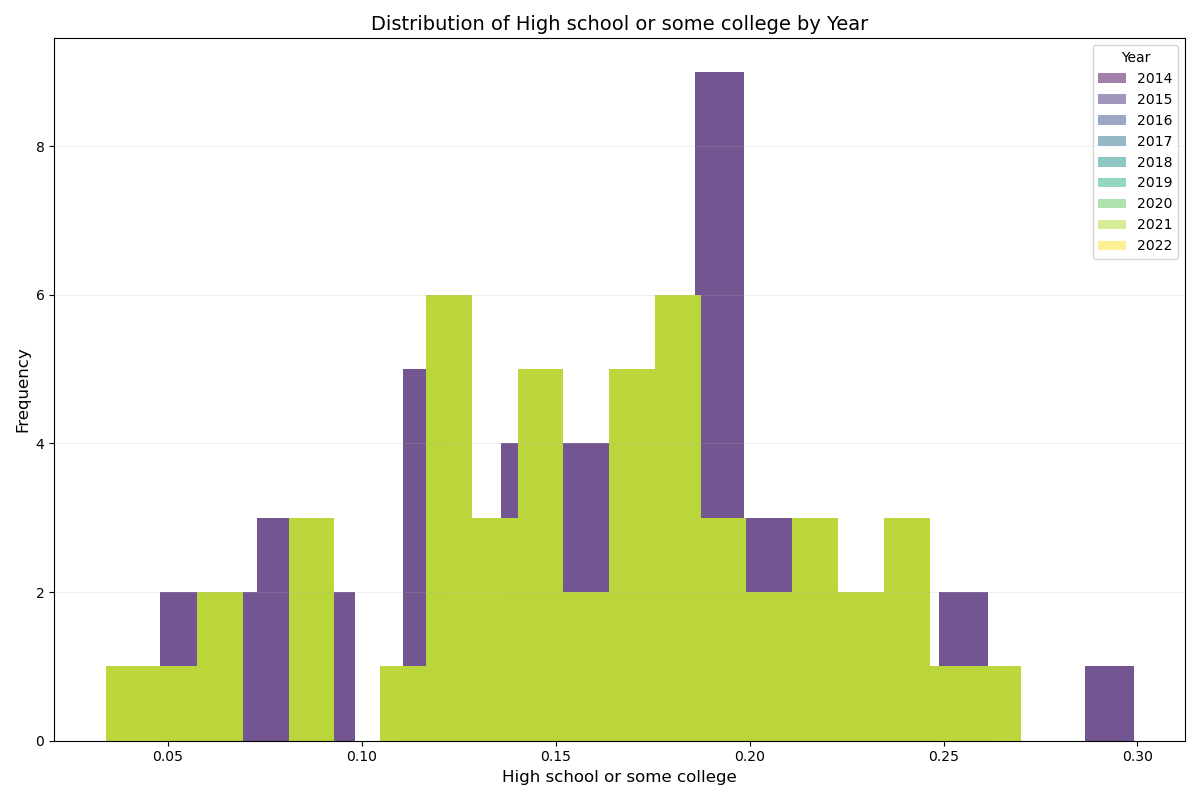 Distribution of High school or some college by Year
Year
2014
2015
2016
2017
2018
2019
2020
2021
2022
Frequency
8
6
4
2
0
0.05 0.10 0.15 0.20 0.25 0.30
High school or some college